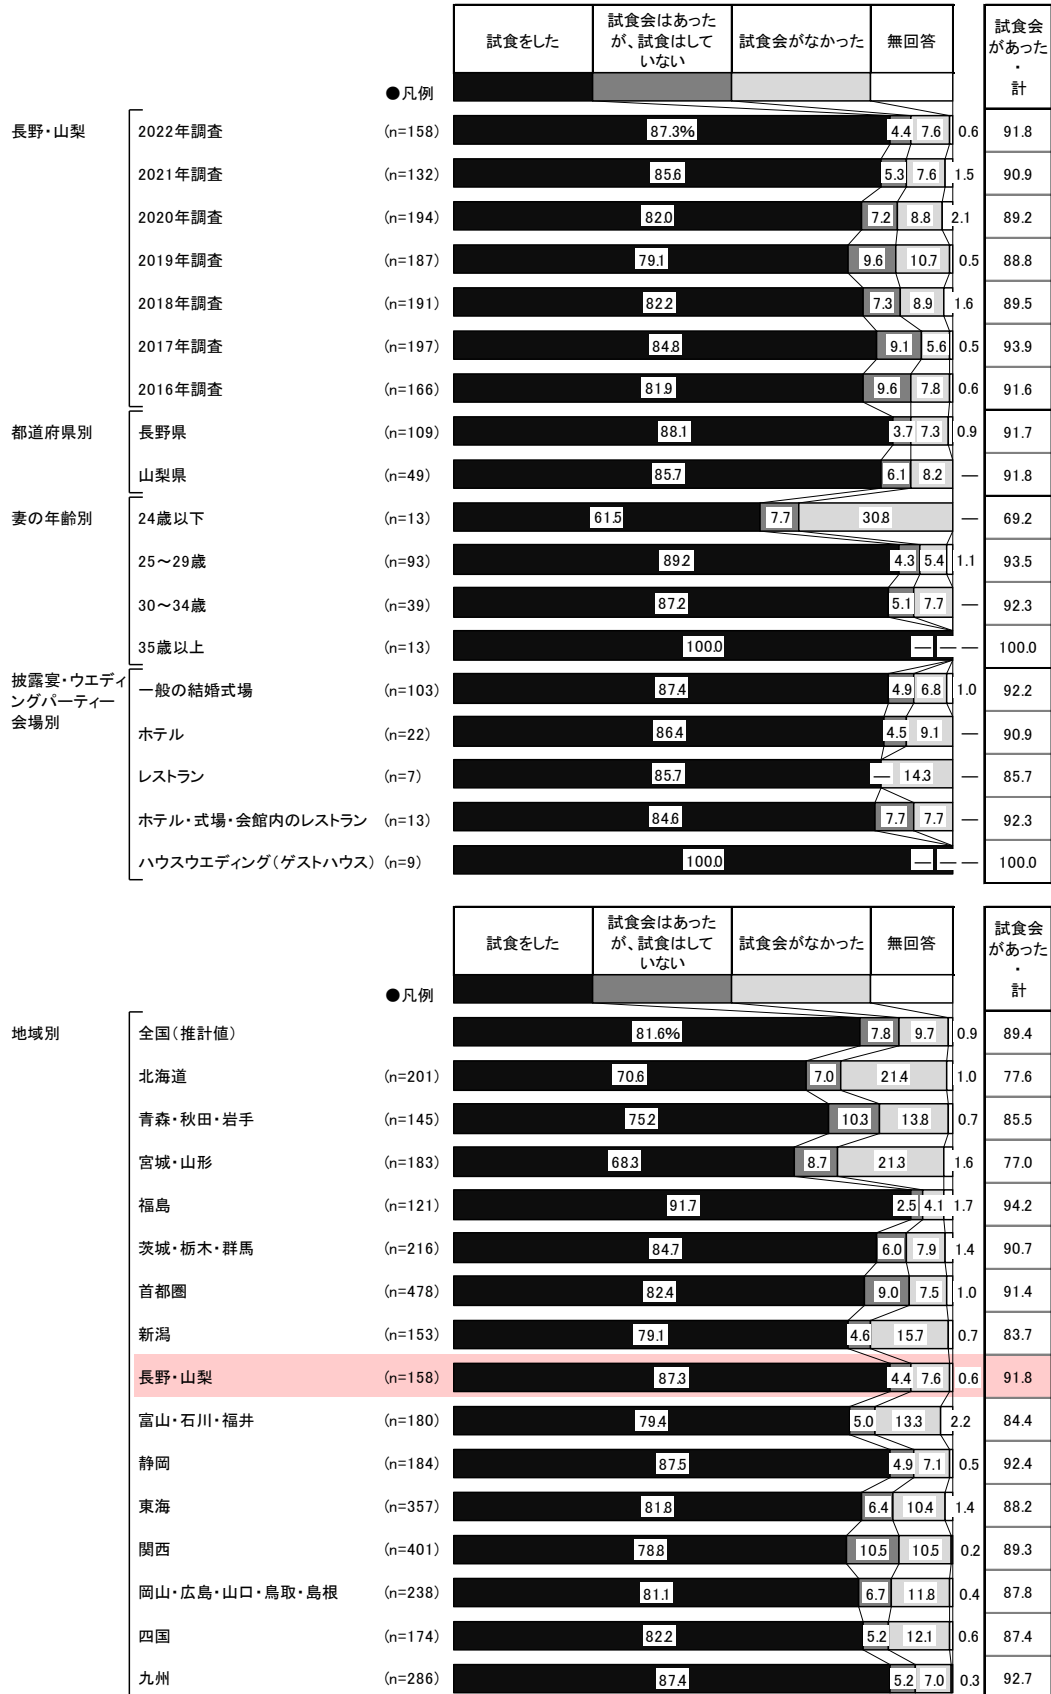 試食をした 試食会はあったが、試食はしていない 試食会がなかった 無回答 試食会があった・計
●凡例
長野・山梨 2022年調査 (n=158) 87.3% 4.4 7.6 0.6 91.8
2021年調査 (n=132) 85.6 5.3 7.6 1.5 90.9
2020年調査 (n=194) 82.0 7.2 8.8 2.1 89.2
2019年調査 (n=187) 79.1 9.6 10.7 0.5 88.8
2018年調査 (n=191) 82.2 7.3 8.9 1.6 89.5
2017年調査 (n=197) 84.8 9.1 5.6 0.5 93.9
2016年調査 (n=166) 81.9 9.6 7.8 0.6 91.6
都道府県別 長野県 (n=109) 88.1 3.7 7.3 0.9 91.7
山梨県 (n=49) 85.7 6.1 8.2 — 91.8
妻の年齢別 24歳以下 (n=13) 61.5 7.7 30.8 — 69.2
25～29歳 (n=93) 89.2 4.3 5.4 1.1 93.5
30～34歳 (n=39) 87.2 5.1 7.7 — 92.3
35歳以上 (n=13) 100.0 — — — 100.0
披露宴・ウエディングパーティー会場別 一般の結婚式場 (n=103) 87.4 4.9 6.8 1.0 92.2
ホテル (n=22) 86.4 4.5 9.1 — 90.9
レストラン (n=7) 85.7 — 14.3 — 85.7
ホテル・式場・会館内のレストラン (n=13) 84.6 7.7 7.7 — 92.3
ハウスウエディング(ゲストハウス) (n=9) 100.0 — — — 100.0
試食をした 試食会はあったが、試食はしていない 試食会がなかった 無回答 試食会があった・計
●凡例
地域別 全国(推計値) 81.6% 7.8 9.7 0.9 89.4
北海道 (n=201) 70.6 7.0 21.4 1.0 77.6
青森・秋田・岩手 (n=145) 75.2 10.3 13.8 0.7 85.5
宮城・山形 (n=183) 68.3 8.7 21.3 1.6 77.0
福島 (n=121) 91.7 2.5 4.1 1.7 94.2
茨城・栃木・群馬 (n=216) 84.7 6.0 7.9 1.4 90.7
首都圏 (n=478) 82.4 9.0 7.5 1.0 91.4
新潟 (n=153) 79.1 4.6 15.7 0.7 83.7
長野・山梨 (n=158) 87.3 4.4 7.6 0.6 91.8
富山・石川・福井 (n=180) 79.4 5.0 13.3 2.2 84.4
静岡 (n=184) 87.5 4.9 7.1 0.5 92.4
東海 (n=357) 81.8 6.4 10.4 1.4 88.2
関西 (n=401) 78.8 10.5 10.5 0.2 89.3
岡山・広島・山口・鳥取・島根 (n=238) 81.1 6.7 11.8 0.4 87.8
四国 (n=174) 82.2 5.2 12.1 0.6 87.4
九州 (n=286) 87.4 5.2 7.0 0.3 92.7